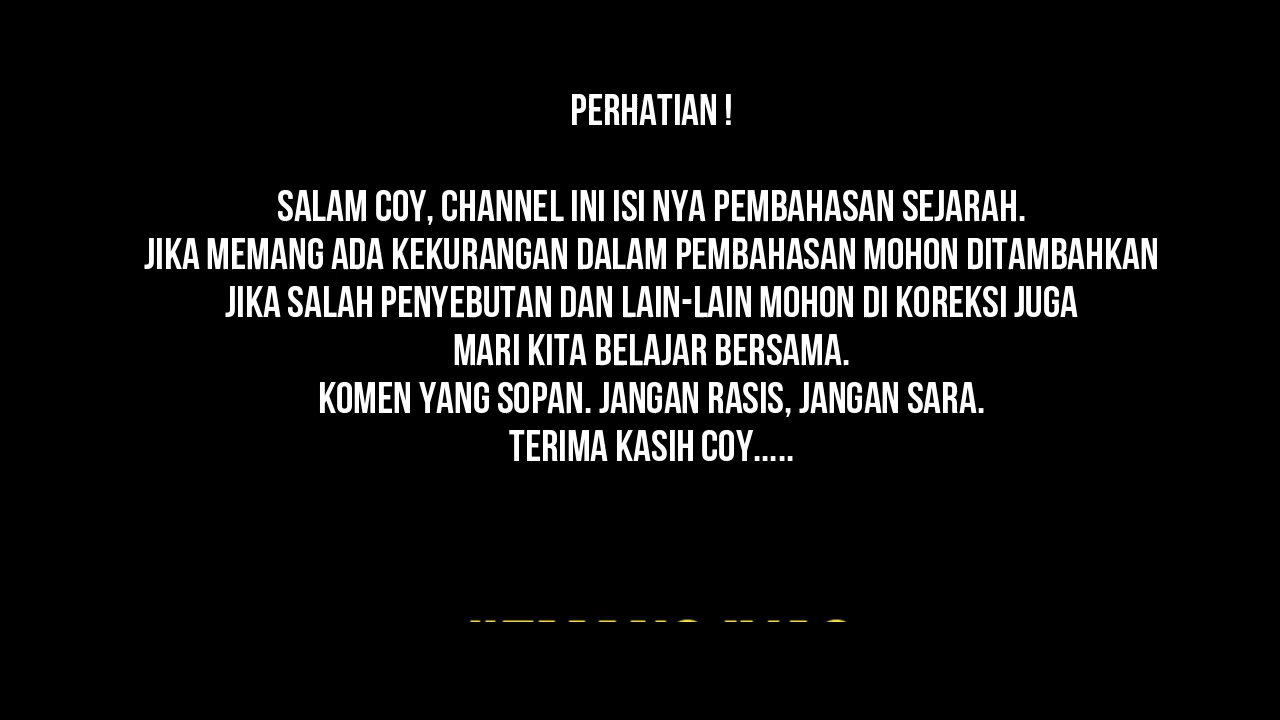 PERHATIAN !
SALAM COY, CHANNEL INI ISI NYA PEMBAHASAN SEJARAH.
JIKA MEMANG ADA KEKURANGAN DALAM PEMBAHASAN MOHON DITAMBAHKAN
JIKA SALAH PENYEBUTAN DAN LAIN-LAIN MOHON DI KOREKSI JUGA
MARI KITA BELAJAR BERSAMA.
KOMEN YANG SOPAN. JANGAN RASIS, JANGAN SARA.
TERIMA KASIH COY.....